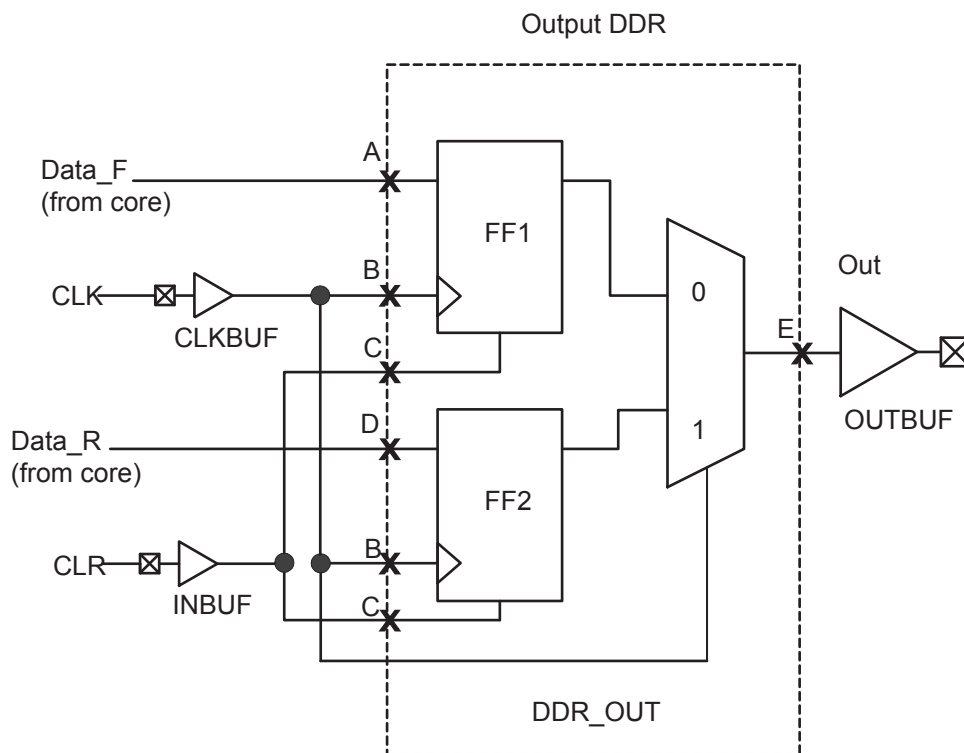 Output DDR
A
Data_F
(from core)
FF1
B
CLK
CLKBUF
0
Out
E
C
OUTBUF
D
Data_R
(from core)
1
FF2
B
CLR
INBUF
C
DDR_OUT